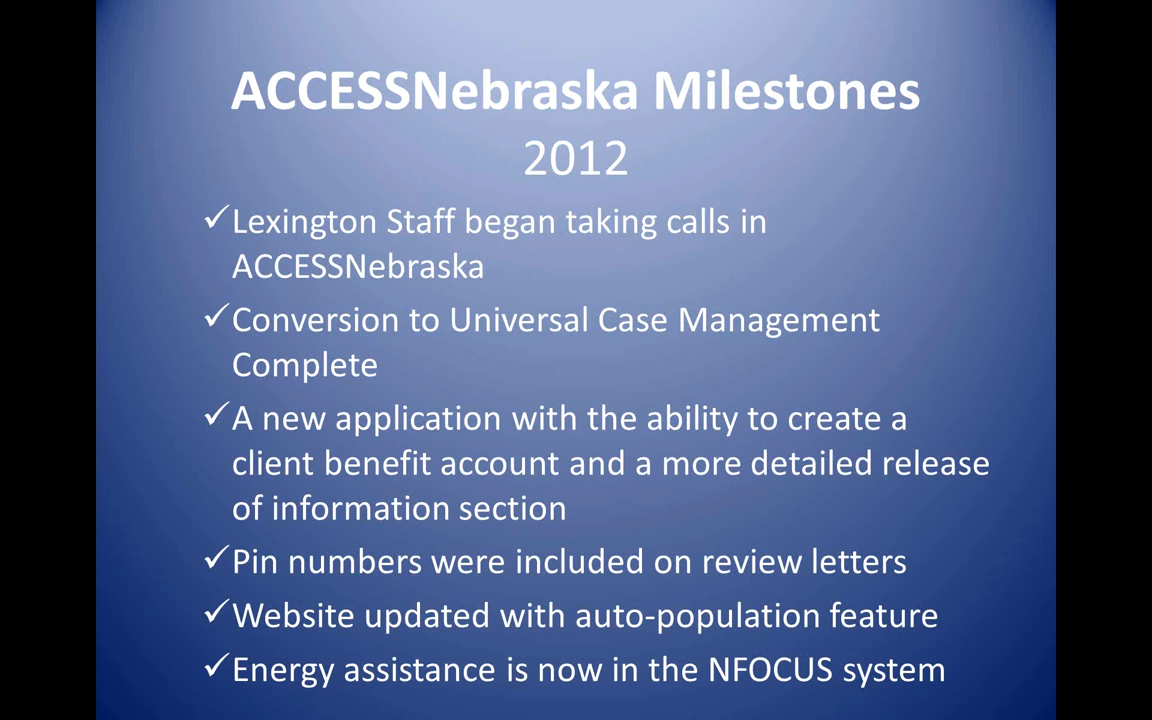 ACCESSNebraska Milestones
2012
✓Lexington Staff began taking calls in
ACCESSNebraska
✓Conversion to Universal Case Management
Complete
✓A new application with the ability to create a
client benefit account and a more detailed release
of information section
✓Pin numbers were included on review letters
✓Website updated with auto-population feature
✓Energy assistance is now in the NFOCUS system